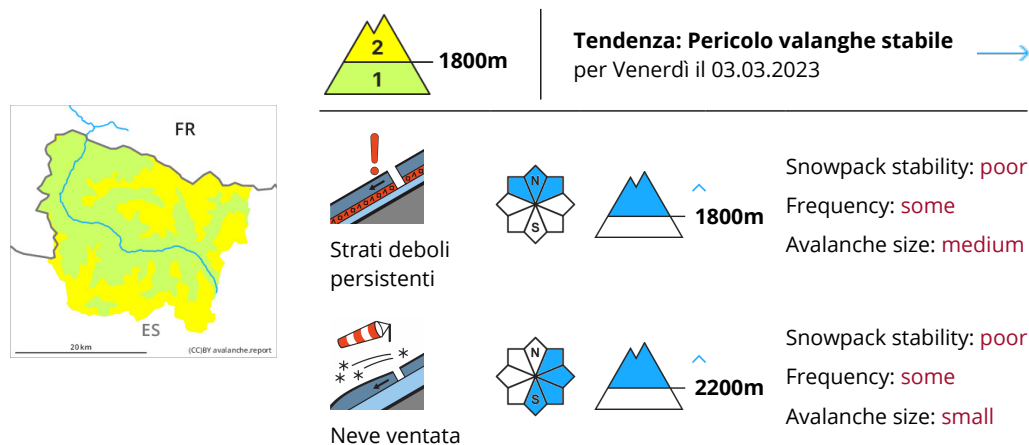 2
1
1800m
Tendenza: Pericolo valanghe stabile
per Venerdì il 03.03.2023
FR
ES
20 km
(CC)BY avalanche.report
N
S
1800m
Strati deboli
persistenti
Snowpack stability: poor
Frequency: some
Avalanche size: medium
N
S
2200m
Neve ventata
Snowpack stability: poor
Frequency: some
Avalanche size: small